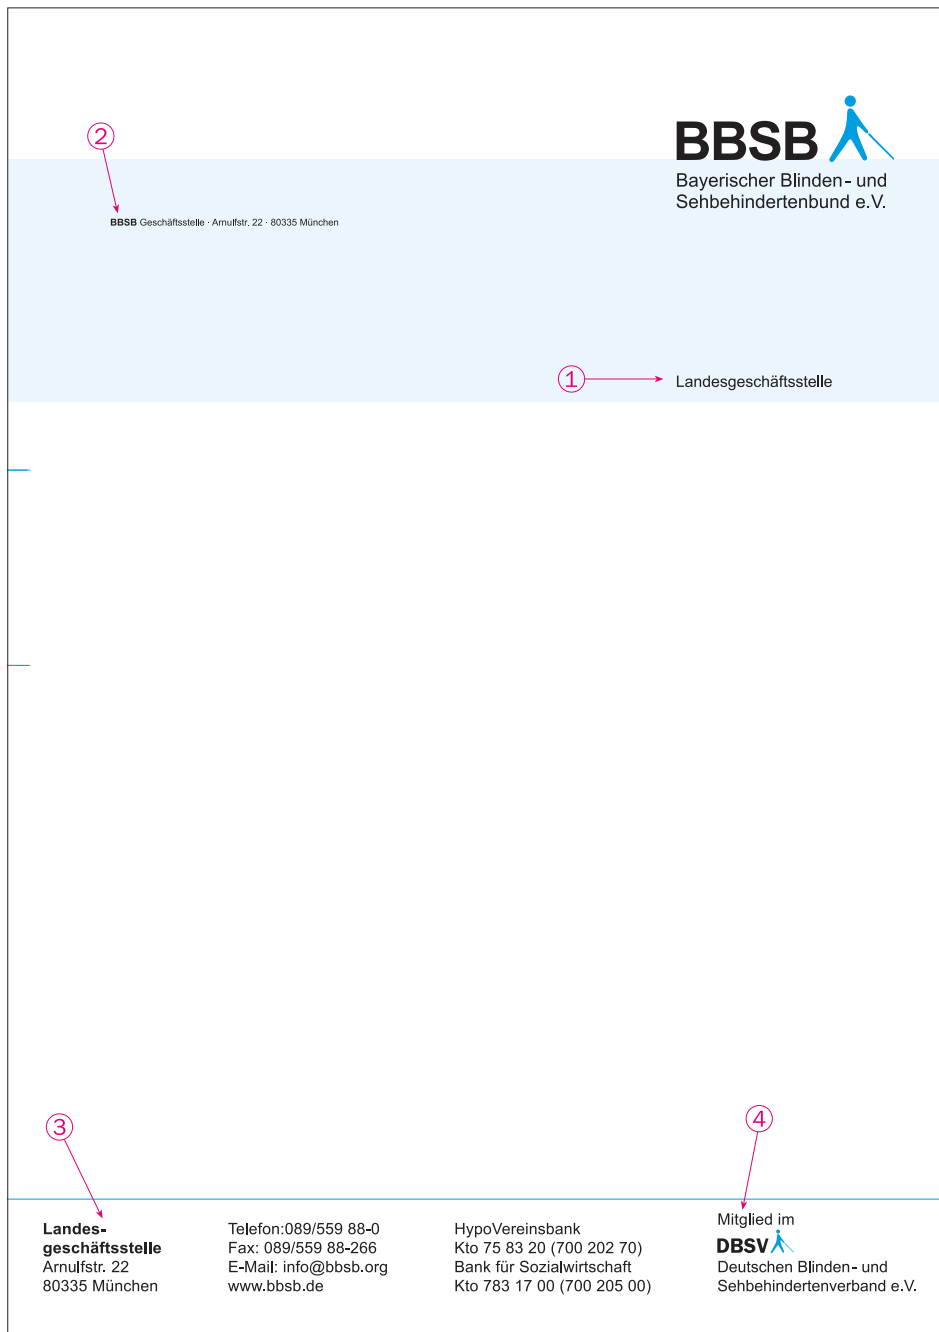 BBSB
Bayerischer Blinden- und
Sehbehindertenbund e.V.
2
BBSB Geschäftsstelle · Arnulfstr. 22 · 80335 München
1
Landesgeschäftsstelle
3
4
Landes-
geschäftsstelle
Arnulfstr. 22
80335 München
Telefon:089/559 88-0
Fax: 089/559 88-266
E-Mail: info@bbsb.org
www.bbsb.de
HypoVereinsbank
Kto 75 83 20 (700 202 70)
Bank für Sozialwirtschaft
Kto 783 17 00 (700 205 00)
Mitglied im
DBSV
Deutschen Blinden- und
Sehbehindertenverband e.V.